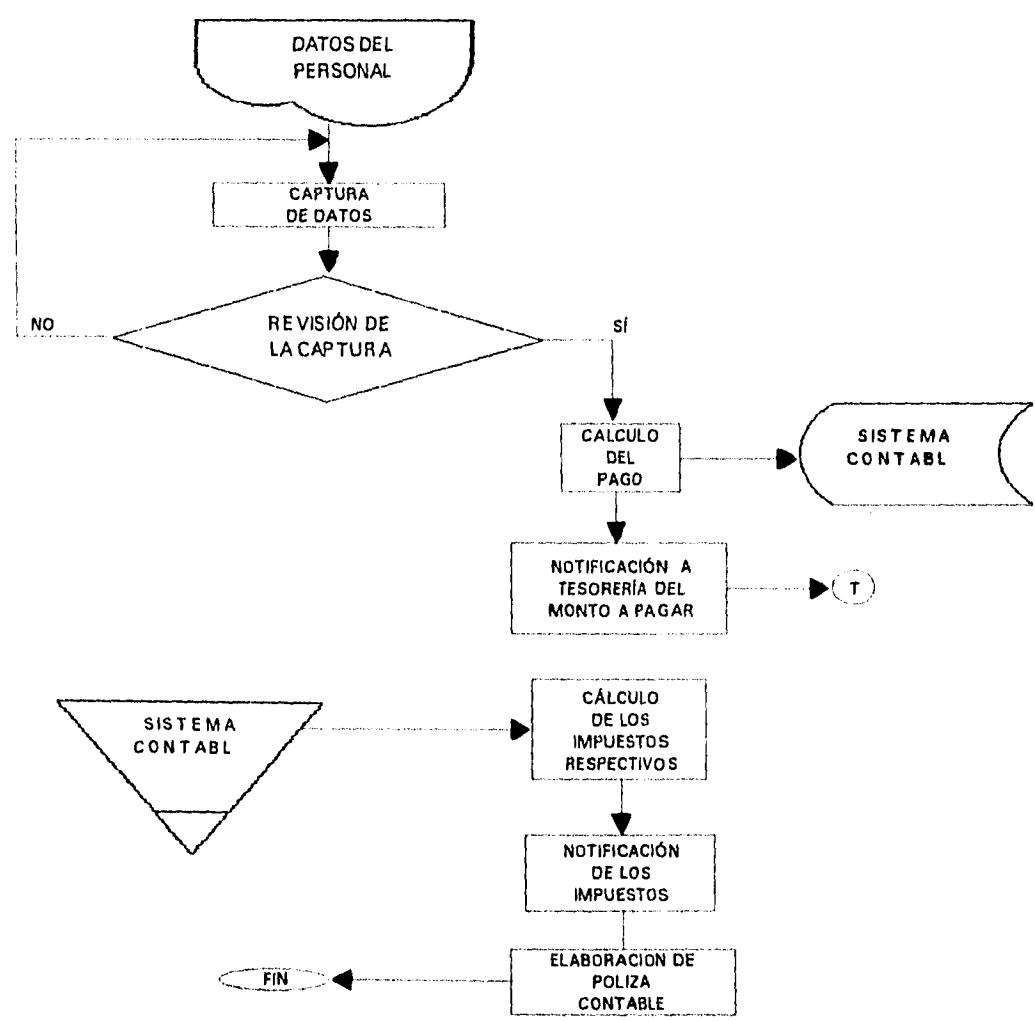 DATOS DEL
PERSONAL
CAPTURA
DE DATOS
REVISIÓN DE
LA CAPTURA
NO
SÍ
CALCULO
DEL
PAGO
SISTEMA
CONTABL
NOTIFICACIÓN A
TESORERÍA DEL
MONTO A PAGAR
T
SISTEMA
CONTABL
CÁLCULO
DE LOS
IMPUESTOS
RESPECTIVOS
NOTIFICACIÓN
DE LOS
IMPUESTOS
ELABORACION DE
POLIZA
CONTABLE
FIN